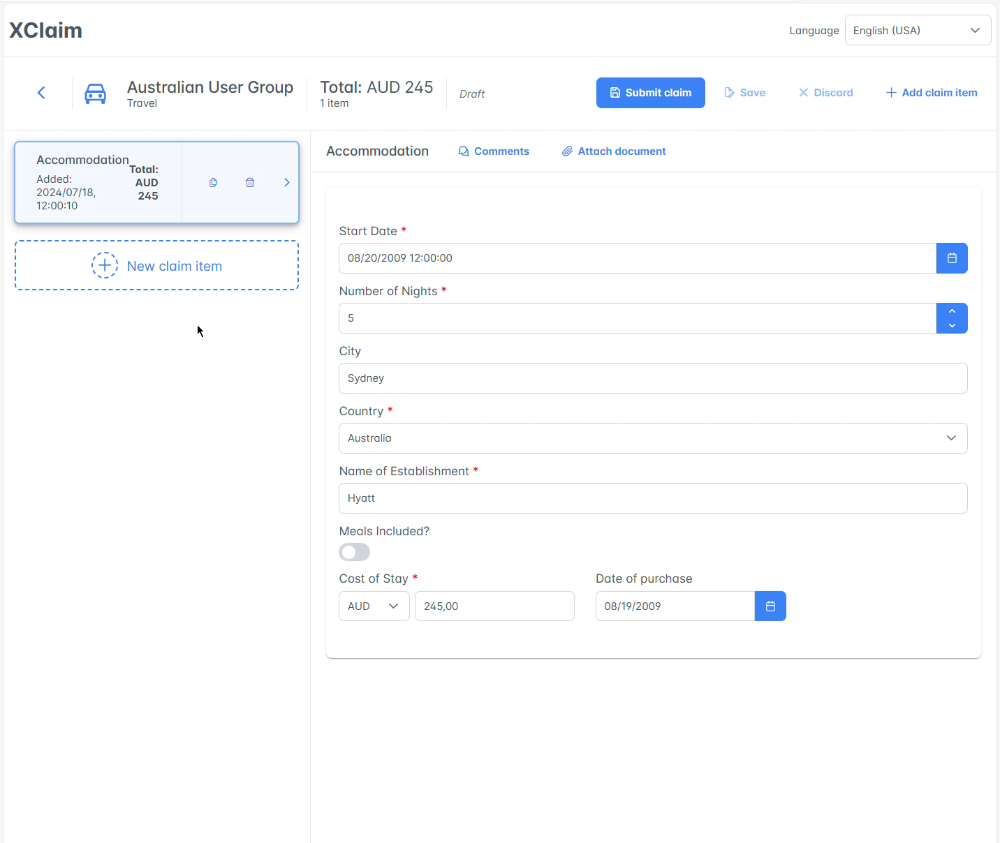 XClaim
Language
English (USA)
Australian User Group
Travel
Total: AUD 245
1 item
Draft
Submit claim
Save
Discard
Add claim item
Accommodation
Added:
2024/07/18,
12:00:10
Total:
AUD
245
New claim item
Accommodation
Comments
Attach document
Start Date *
08/20/2009 12:00:00
Number of Nights *
5
City
Sydney
Country *
Australia
Name of Establishment *
Hyatt
Meals Included?
Cost of Stay *
AUD
245,00
Date of purchase
08/19/2009